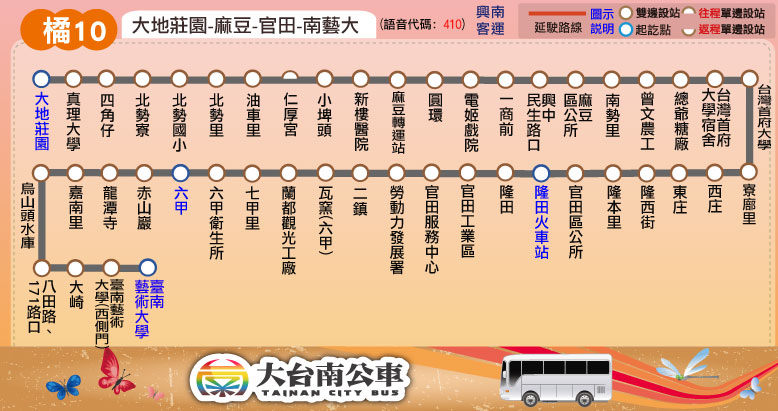 橘10
大地莊園-麻豆-官田-南藝大
(語音代碼: 410)
興南
客運
延駛路線
圖示
説明
雙邊設站
往程單邊設站
起訖點
返程單邊設站
大地莊園
真理大學
四角仔
北勢寮
北勢國小
北勢里
油車里
仁厚宮
小埤頭
新樓醫院
麻豆轉運站
圓環
電姬戲院
一商前
興中
民生路口
麻豆
區公所
南勢里
曾文農工
總爺糖廠
台灣首府
大學宿舍
台灣首府大學
寮廍里
西庄
東庄
隆西街
隆本里
官田區公所
隆田火車站
隆田
官田工業區
官田服務中心
勞動力發展署
二鎮
瓦窯(六甲)
蘭都觀光工廠
七甲里
六甲衛生所
六甲
赤山巖
龍潭寺
嘉南里
烏山頭水庫
八田路、
171路口
大崎
臺南藝術
大學(西側門)
臺南
藝術大學
大台南公車
TAINAN CITY BUS